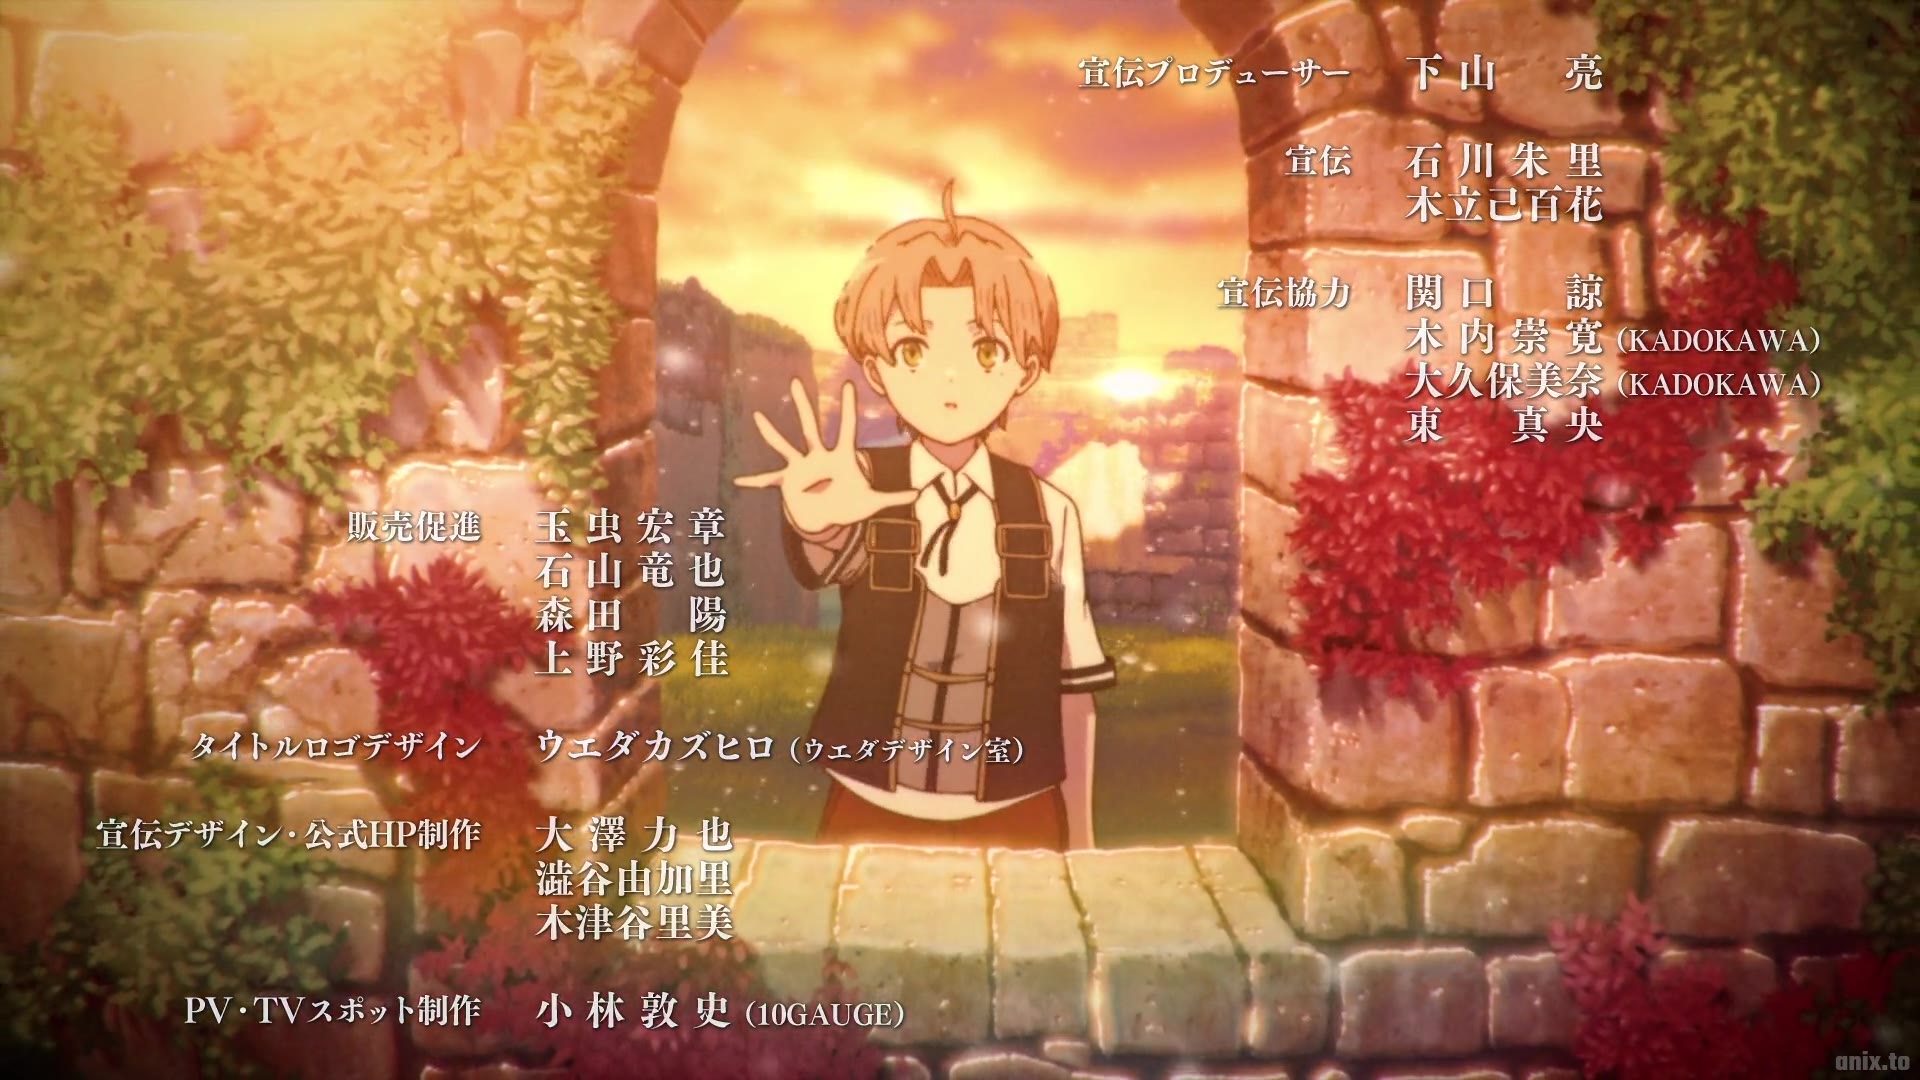 宣伝プロデューサー 下山 亮
宣伝 石川朱里
木立己百花
宣伝協力 関口 諒
木内崇寛(KADOKAWA)
大久保美奈(KADOKAWA)
東 真央
販売促進 玉虫宏章
石山竜也
森田 陽
上野彩佳
タイトルロゴデザイン ウエダカズヒロ(ウエダデザイン室)
宣伝デザイン・公式HP制作 大澤力也
澁谷由加里
木津谷里美
PV・TVスポット制作 小林敦史(10GAUGE)
anix.to